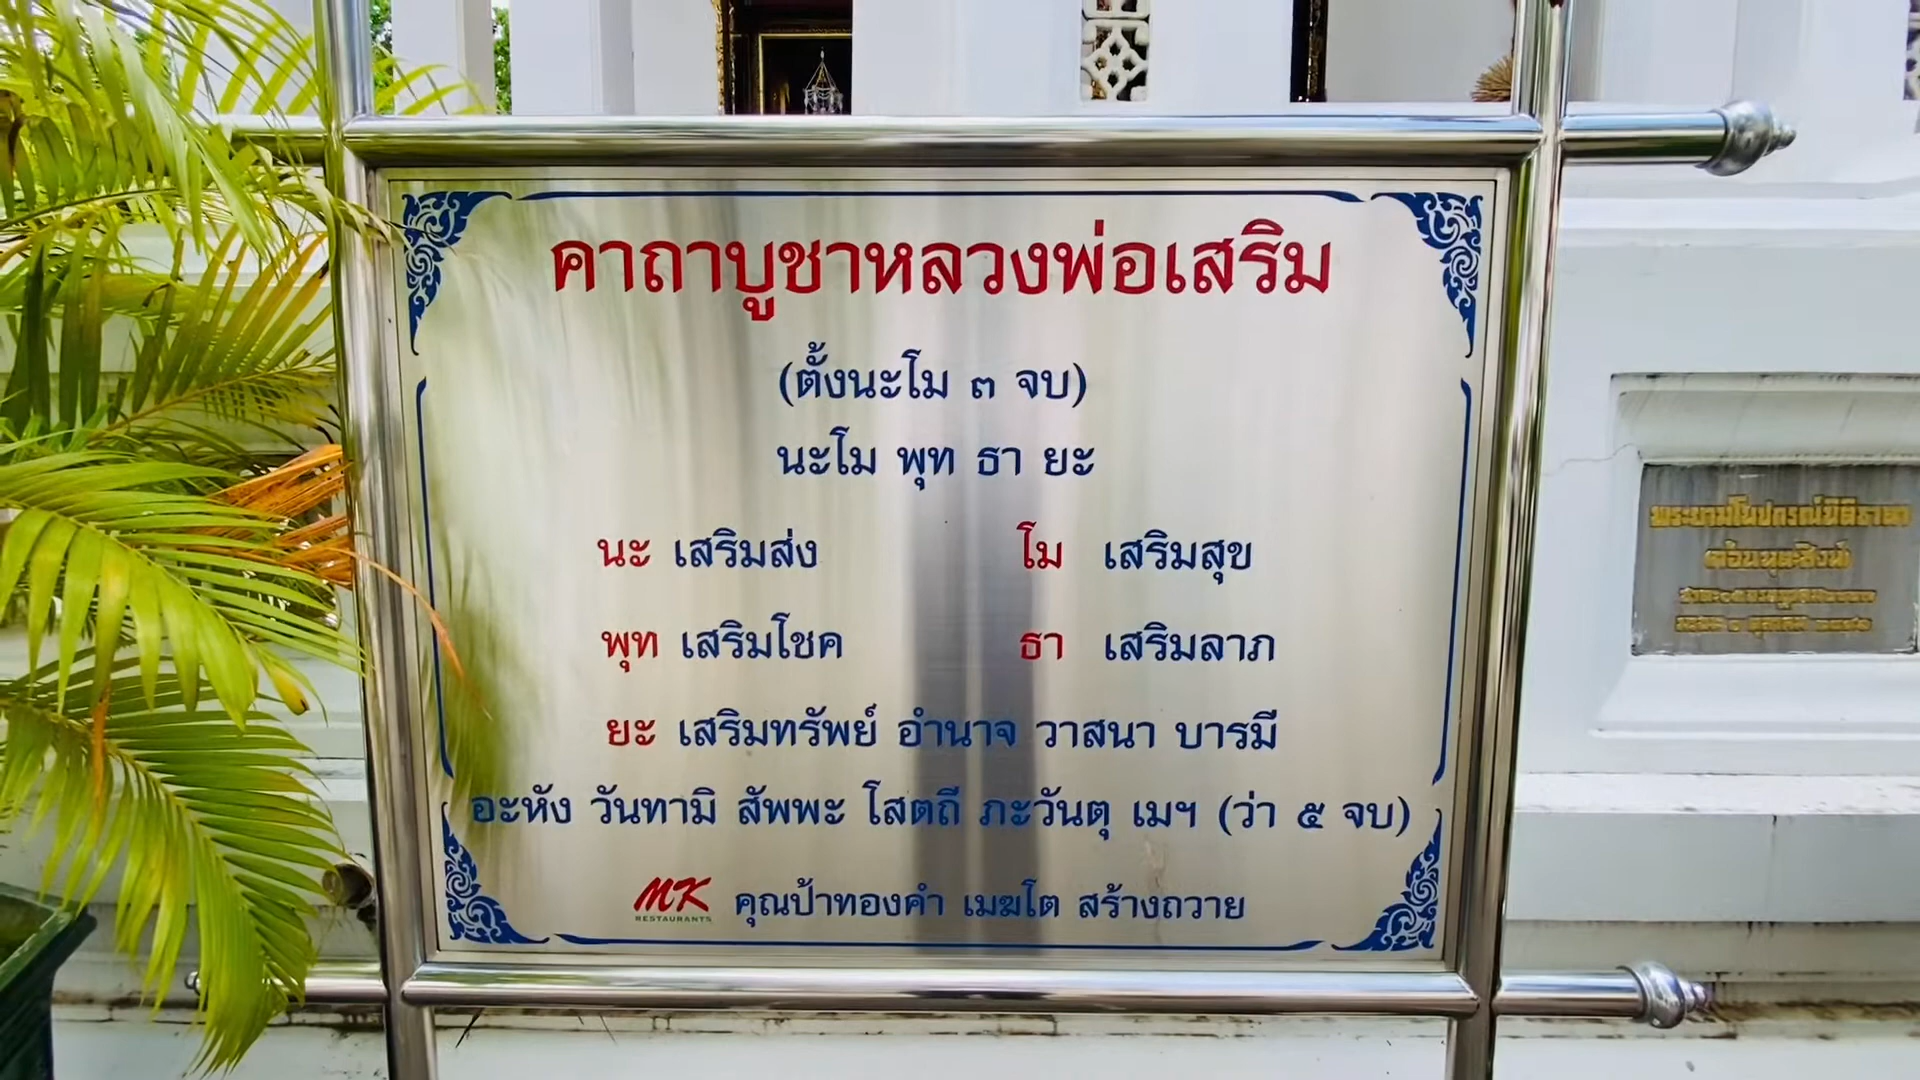 คาถาบูชาหลวงพ่อเสริม
(ตั้งนะโม ๓ จบ)
นะโม พุท ธา ยะ
นะ เสริมส่ง โม เสริมสุข
พุท เสริมโชค ธา เสริมลาภ
ยะ เสริมทรัพย์ อำนาจ วาสนา บารมี
อะหัง วันทามิ สัพพะ โสตถี ภะวันตุ เมฯ (ว่า ๕ จบ)
MK RESTAURANTS คุณป้าทองคำ เมฆโต สร้างถวาย